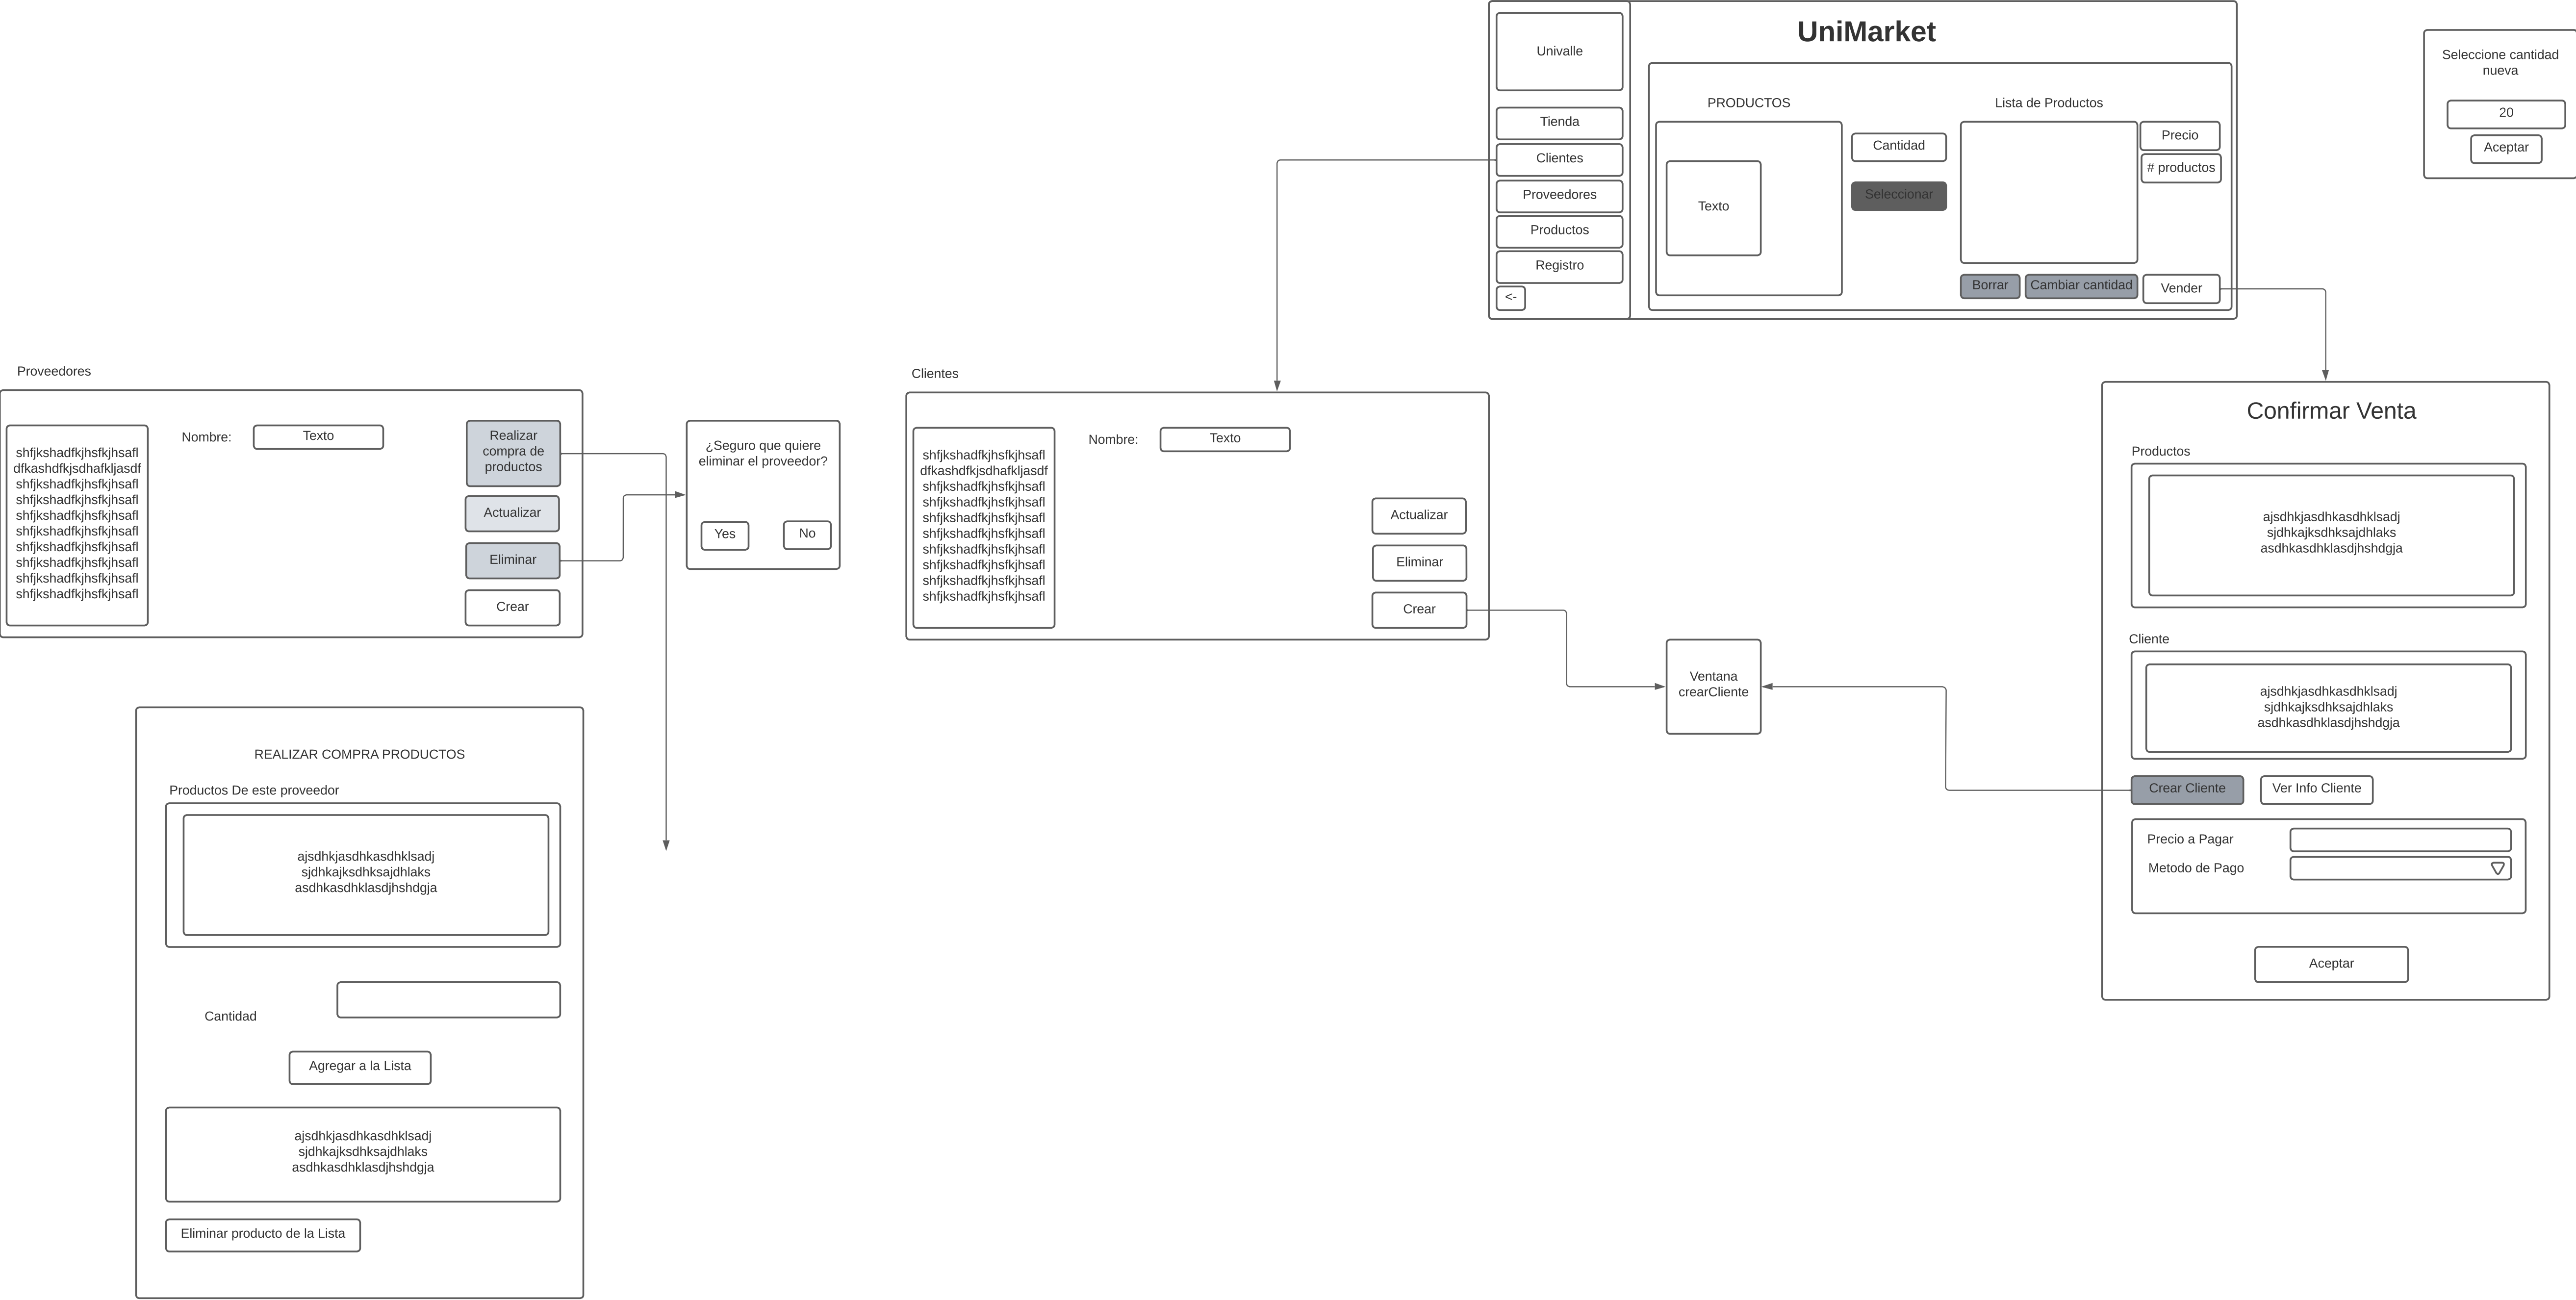 UniMarket
Univalle
Tienda
Clientes
Proveedores
Productos
Registro
<-
PRODUCTOS
Texto
Cantidad
Seleccionar
Lista de Productos
Precio
# productos
Borrar
Cambiar cantidad
Vender
Seleccione cantidad
nueva
20
Aceptar
Proveedores
shfjkshadfkjhsfkjhsafl
dfkashdfkjsdhafkljasdf
shfjkshadfkjhsfkjhsafl
shfjkshadfkjhsfkjhsafl
shfjkshadfkjhsfkjhsafl
shfjkshadfkjhsfkjhsafl
shfjkshadfkjhsfkjhsafl
shfjkshadfkjhsfkjhsafl
shfjkshadfkjhsfkjhsafl
shfjkshadfkjhsfkjhsafl
Nombre:
Texto
Realizar
compra de
productos
Actualizar
Eliminar
Crear
¿Seguro que quiere
eliminar el proveedor?
Yes
No
Clientes
shfjkshadfkjhsfkjhsafl
dfkashdfkjsdhafkljasdf
shfjkshadfkjhsfkjhsafl
shfjkshadfkjhsfkjhsafl
shfjkshadfkjhsfkjhsafl
shfjkshadfkjhsfkjhsafl
shfjkshadfkjhsfkjhsafl
shfjkshadfkjhsfkjhsafl
shfjkshadfkjhsfkjhsafl
shfjkshadfkjhsfkjhsafl
Nombre:
Texto
Actualizar
Eliminar
Crear
Ventana
crearCliente
Confirmar Venta
Productos
ajsdhkjasdhkasdhklsadj
sjdhkajksdhksajdhlaks
asdhkasdhklasdjhshdgja
Cliente
ajsdhkjasdhkasdhklsadj
sjdhkajksdhksajdhlaks
asdhkasdhklasdjhshdgja
Crear Cliente
Ver Info Cliente
Precio a Pagar
Metodo de Pago
Aceptar
REALIZAR COMPRA PRODUCTOS
Productos De este proveedor
ajsdhkjasdhkasdhklsadj
sjdhkajksdhksajdhlaks
asdhkasdhklasdjhshdgja
Cantidad
Agregar a la Lista
ajsdhkjasdhkasdhklsadj
sjdhkajksdhksajdhlaks
asdhkasdhklasdjhshdgja
Eliminar producto de la Lista